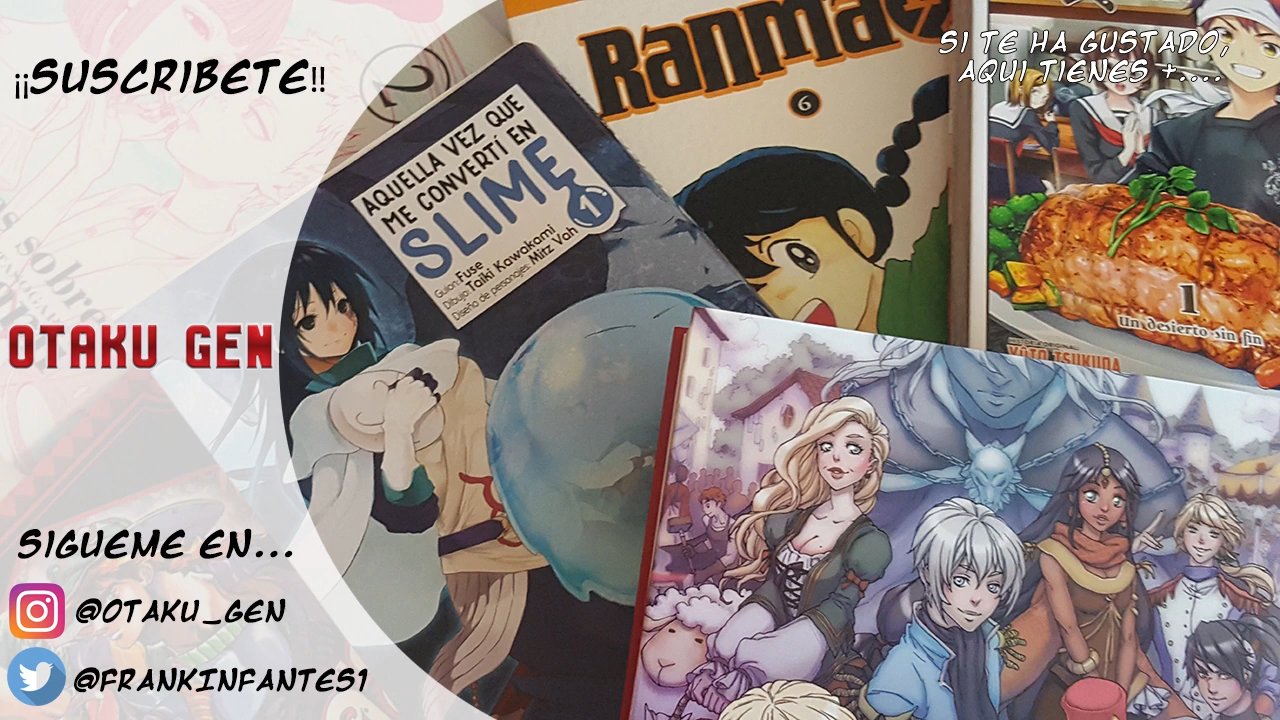 ¡¡SUSCRIBETE!!
OTAKU GEN
SIGUEME EN...
@OTAKU_GEN
@FRANKINFANTES1
SI TE HA GUSTADO,
AQUI TIENES +....
AQUELLA VEZ QUE
ME CONVERTÍ EN
SLIME
1
Guion: Fuse
Dibujo: Taiki Kawakami
Diseño de personajes: Mitz Vah
Ranma
6
1
Un desierto sin fin
YÛTO TSUKUDA
sobre